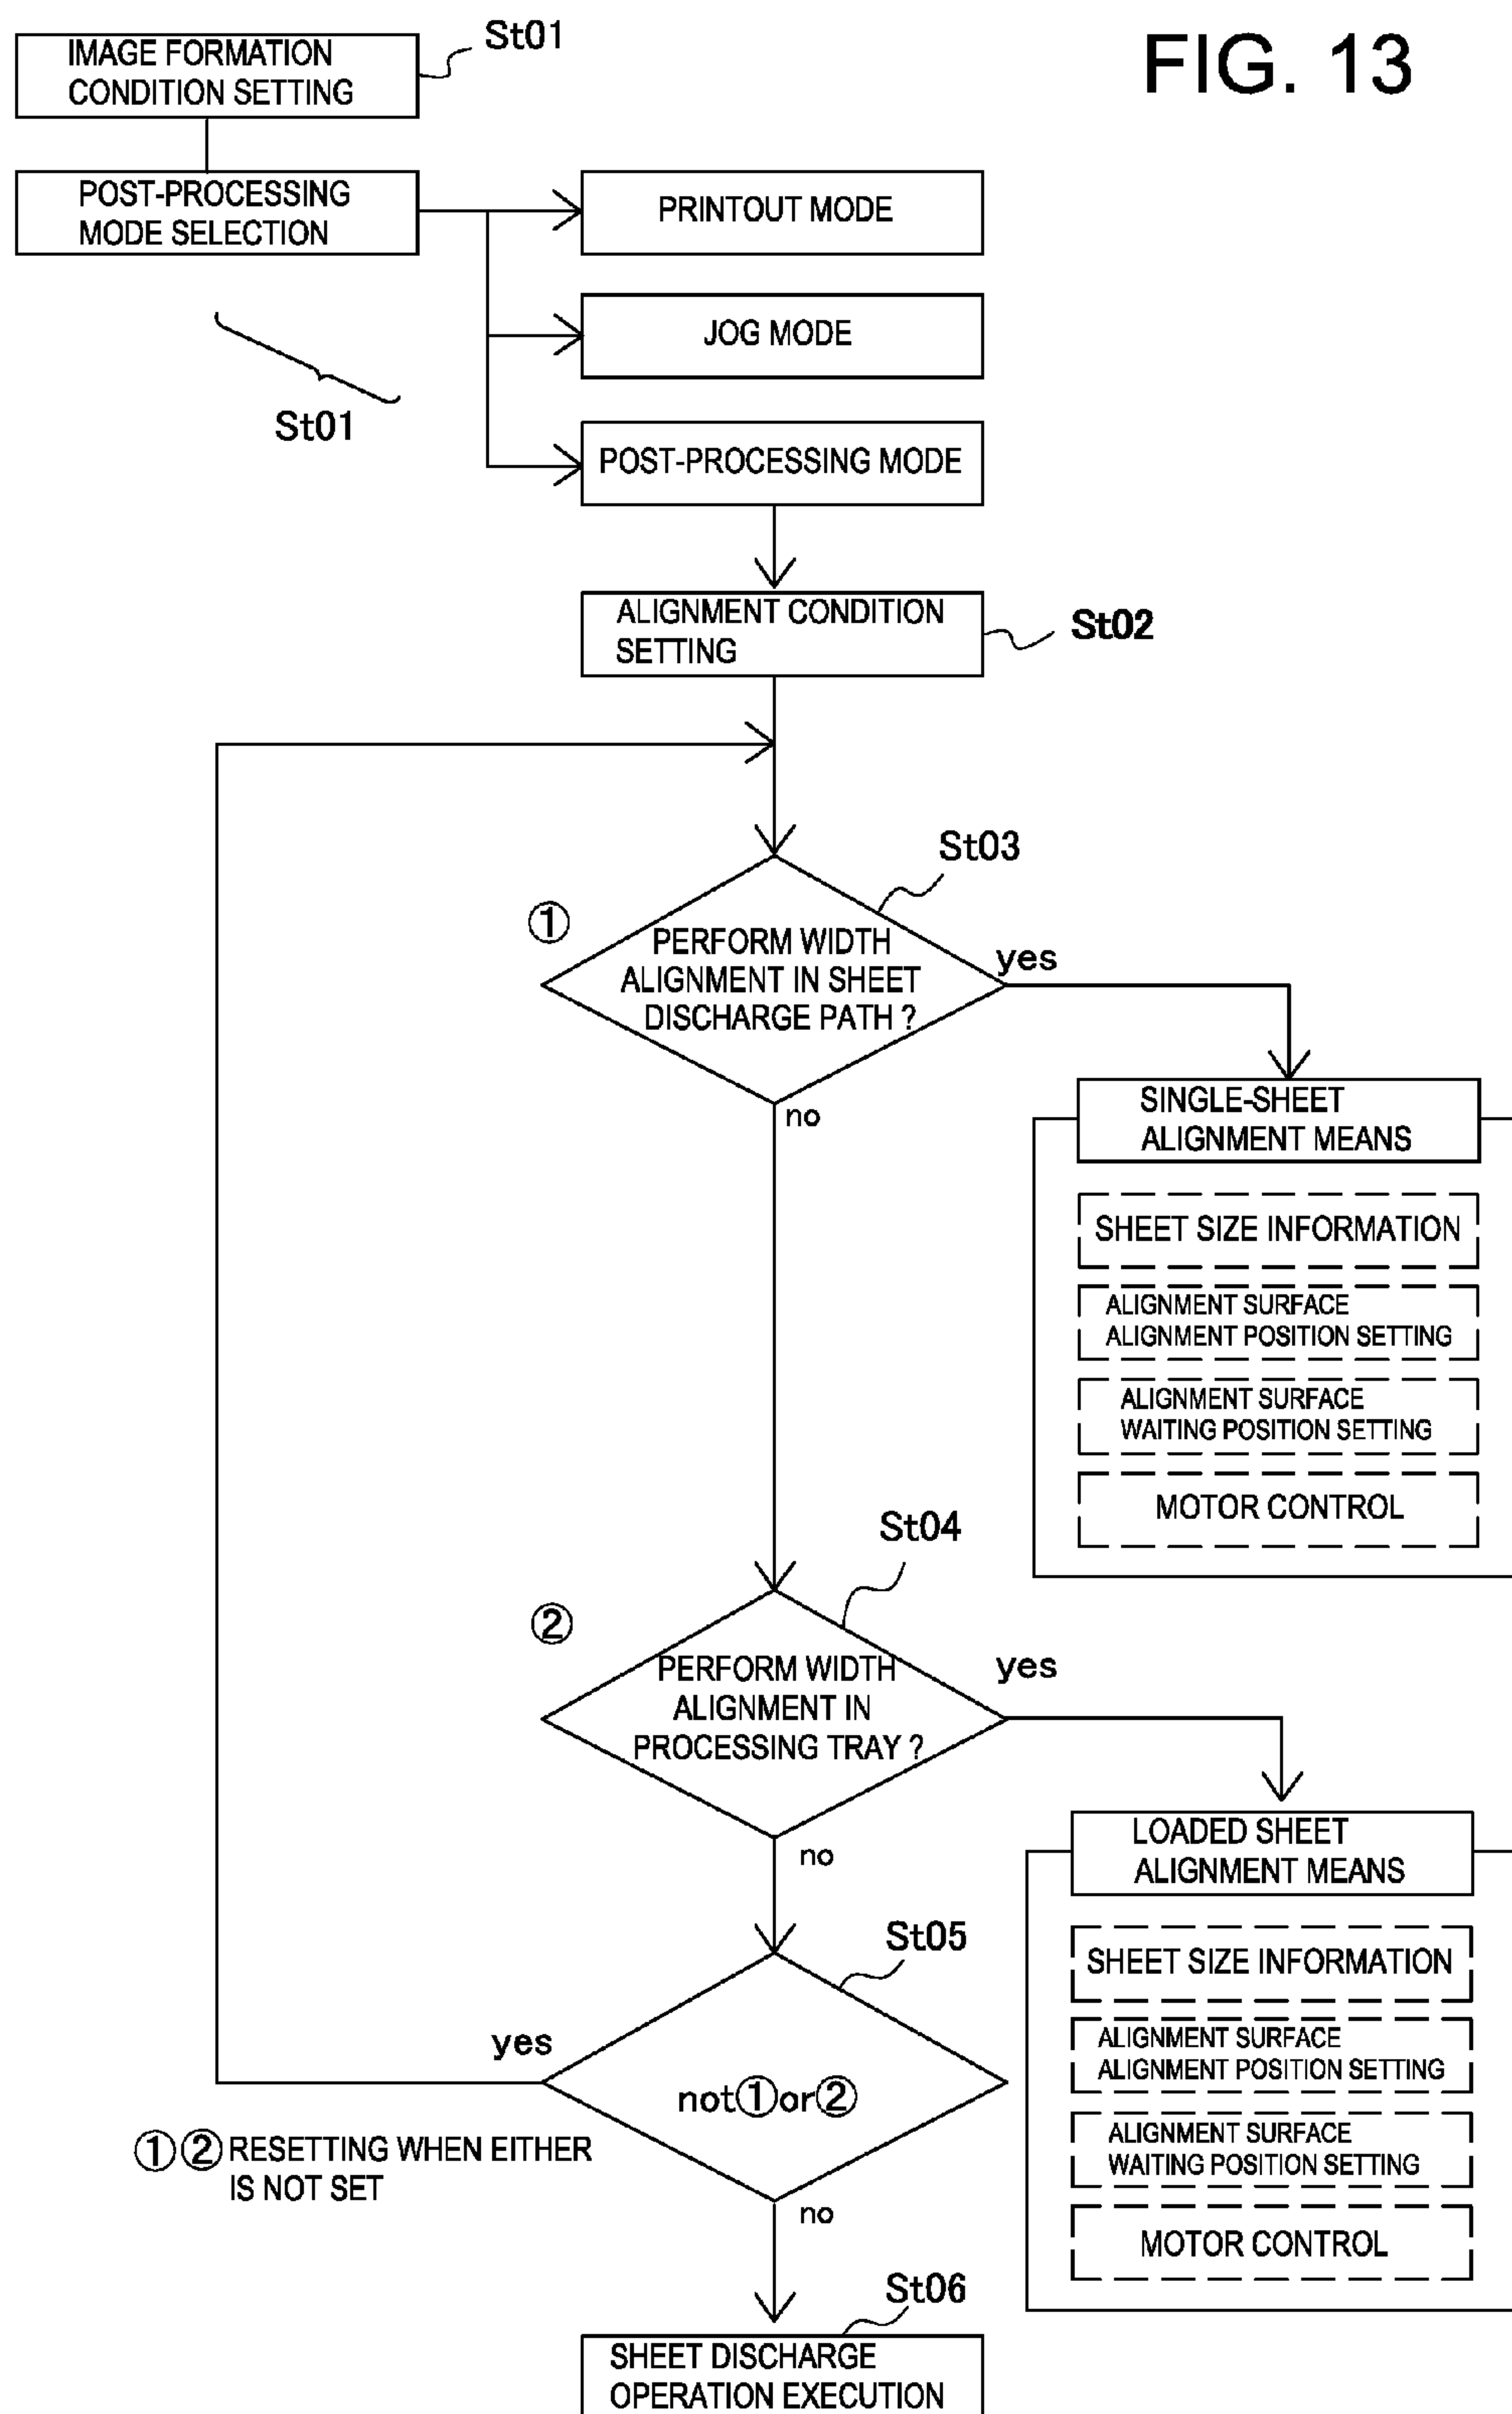 FIG. 13
St01
IMAGE FORMATION
CONDITION SETTING
POST-PROCESSING
MODE SELECTION
St01
PRINTOUT MODE
JOG MODE
POST-PROCESSING MODE
ALIGNMENT CONDITION
SETTING
St02
St03
①
PERFORM WIDTH
ALIGNMENT IN SHEET
DISCHARGE PATH ?
yes
no
SINGLE-SHEET
ALIGNMENT MEANS
SHEET SIZE INFORMATION
ALIGNMENT SURFACE
ALIGNMENT POSITION SETTING
ALIGNMENT SURFACE
WAITING POSITION SETTING
MOTOR CONTROL
St04
②
PERFORM WIDTH
ALIGNMENT IN
PROCESSING TRAY ?
yes
no
LOADED SHEET
ALIGNMENT MEANS
SHEET SIZE INFORMATION
ALIGNMENT SURFACE
ALIGNMENT POSITION SETTING
ALIGNMENT SURFACE
WAITING POSITION SETTING
MOTOR CONTROL
St05
yes
not①or②
①② RESETTING WHEN EITHER
IS NOT SET
no
St06
SHEET DISCHARGE
OPERATION EXECUTION